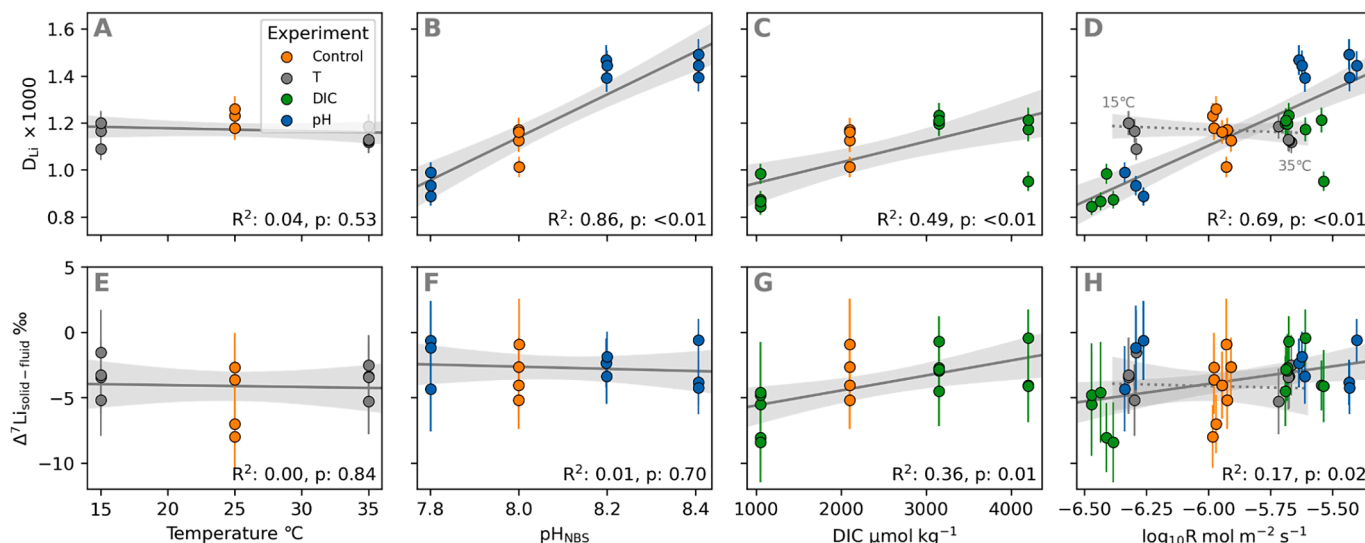 A
B
C
D
Experiment
Control
T
DIC
pH
D_Li × 1000
1.6
1.4
1.2
1.0
0.8
15℃
35℃
R²: 0.04, p: 0.53
R²: 0.86, p: <0.01
R²: 0.49, p: <0.01
R²: 0.69, p: <0.01
E
F
G
H
Δ⁷Li_solid−fluid ‰
5
0
−5
−10
R²: 0.00, p: 0.84
R²: 0.01, p: 0.70
R²: 0.36, p: 0.01
R²: 0.17, p: 0.02
15 20 25 30 35
7.8 8.0 8.2 8.4
1000 2000 3000 4000
−6.50 −6.25 −6.00 −5.75 −5.50
Temperature ℃
pH_NBS
DIC μmol kg⁻¹
log₁₀R mol m⁻² s⁻¹